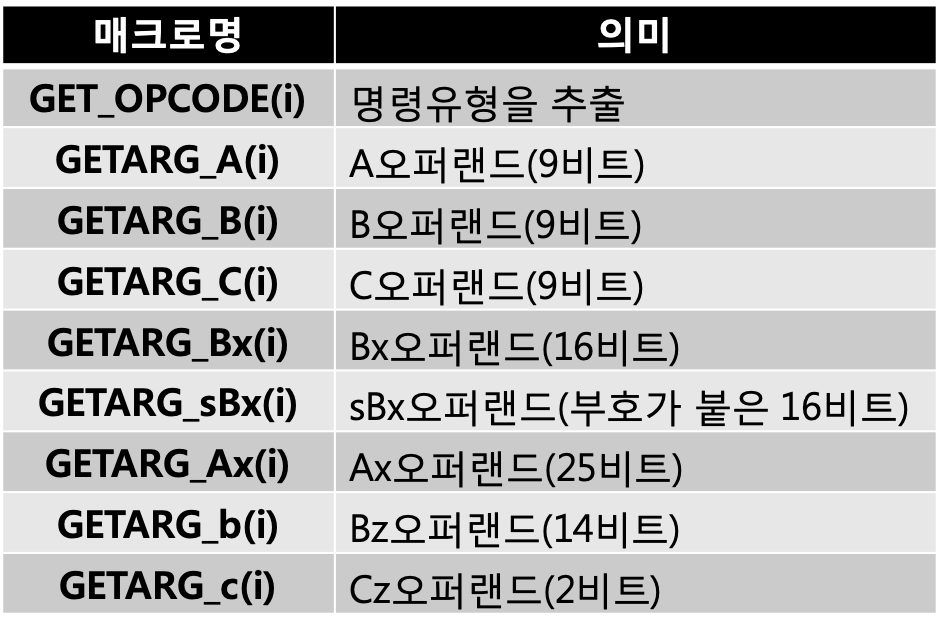 매크로명 의미
GET_OPCODE(i) 명령유형을 추출
GETARG_A(i) A오퍼랜드(9비트)
GETARG_B(i) B오퍼랜드(9비트)
GETARG_C(i) C오퍼랜드(9비트)
GETARG_Bx(i) Bx오퍼랜드(16비트)
GETARG_sBx(i) sBx오퍼랜드(부호가 붙은 16비트)
GETARG_Ax(i) Ax오퍼랜드(25비트)
GETARG_b(i) Bz오퍼랜드(14비트)
GETARG_c(i) Cz오퍼랜드(2비트)